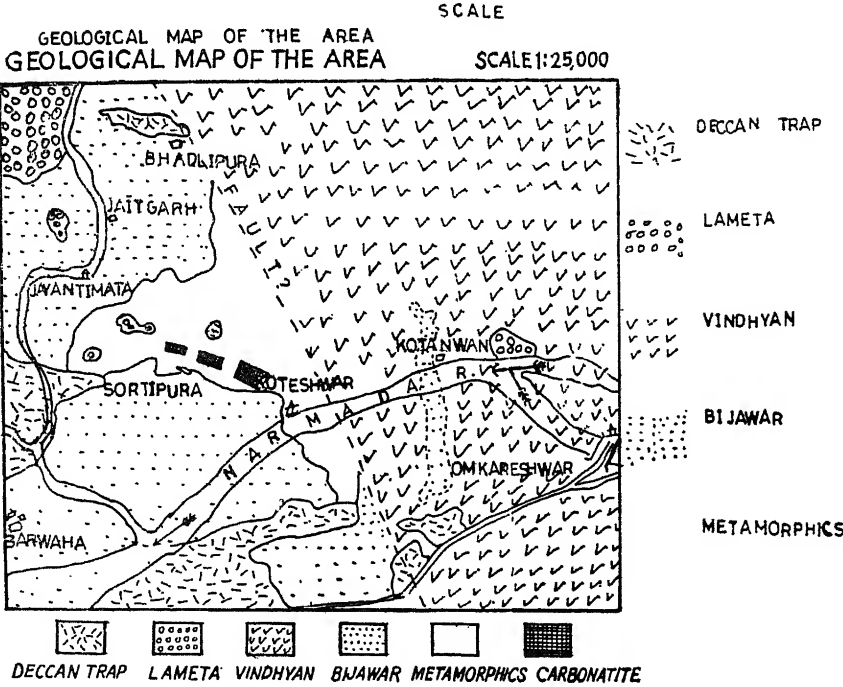 SCALE
GEOLOGICAL MAP OF THE AREA
GEOLOGICAL MAP OF THE AREA SCALE 1:25,000
DECCAN TRAP
BHADLIPURA
FAULT?
JAITGARH
LAMETA
JAYANTIMATA
VINDHYAN
KOTANWAN
SORTIPURA
KOTESHWAR
NARMADA R.
BIJAWAR
OMKARESHWAR
BARWAHA
METAMORPHICS
DECCAN TRAP LAMETA VINDHYAN BIJAWAR METAMORPHICS CARBONATITE